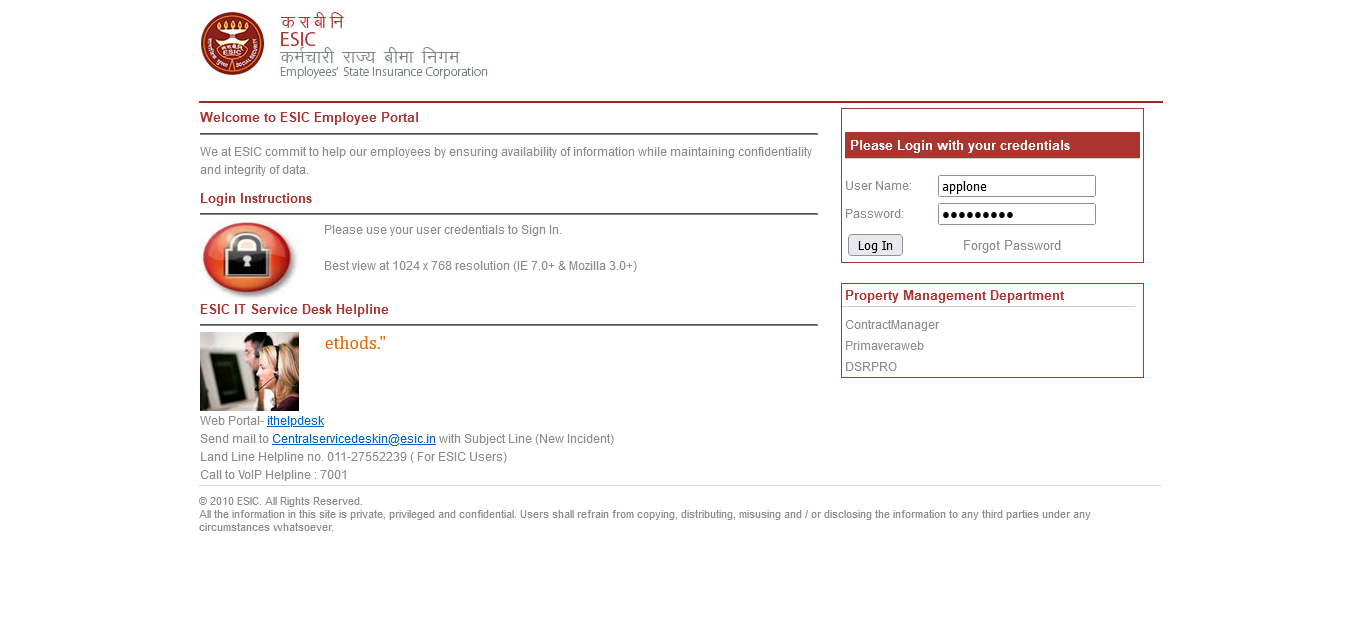 क रा बी नि
ESIC
कर्मचारी राज्य बीमा निगम
Employees' State Insurance Corporation
Welcome to ESIC Employee Portal
We at ESIC commit to help our employees by ensuring availability of information while maintaining confidentiality
and integrity of data.
Login Instructions
Please use your user credentials to Sign In.
Best view at 1024 x 768 resolution (IE 7.0+ & Mozilla 3.0+)
ESIC IT Service Desk Helpline
ethods."
Web Portal- ithelpdesk
Send mail to Centralservicedeskin@esic.in with Subject Line (New Incident)
Land Line Helpline no. 011-27552239 ( For ESIC Users)
Call to VoIP Helpline : 7001
Please Login with your credentials
User Name: applone
Password: ●●●●●●●●●
Log In Forgot Password
Property Management Department
ContractManager
Primaveraweb
DSRPRO
© 2010 ESIC. All Rights Reserved.
All the information in this site is private, privileged and confidential. Users shall refrain from copying, distributing, misusing and / or disclosing the information to any third parties under any
circumstances whatsoever.